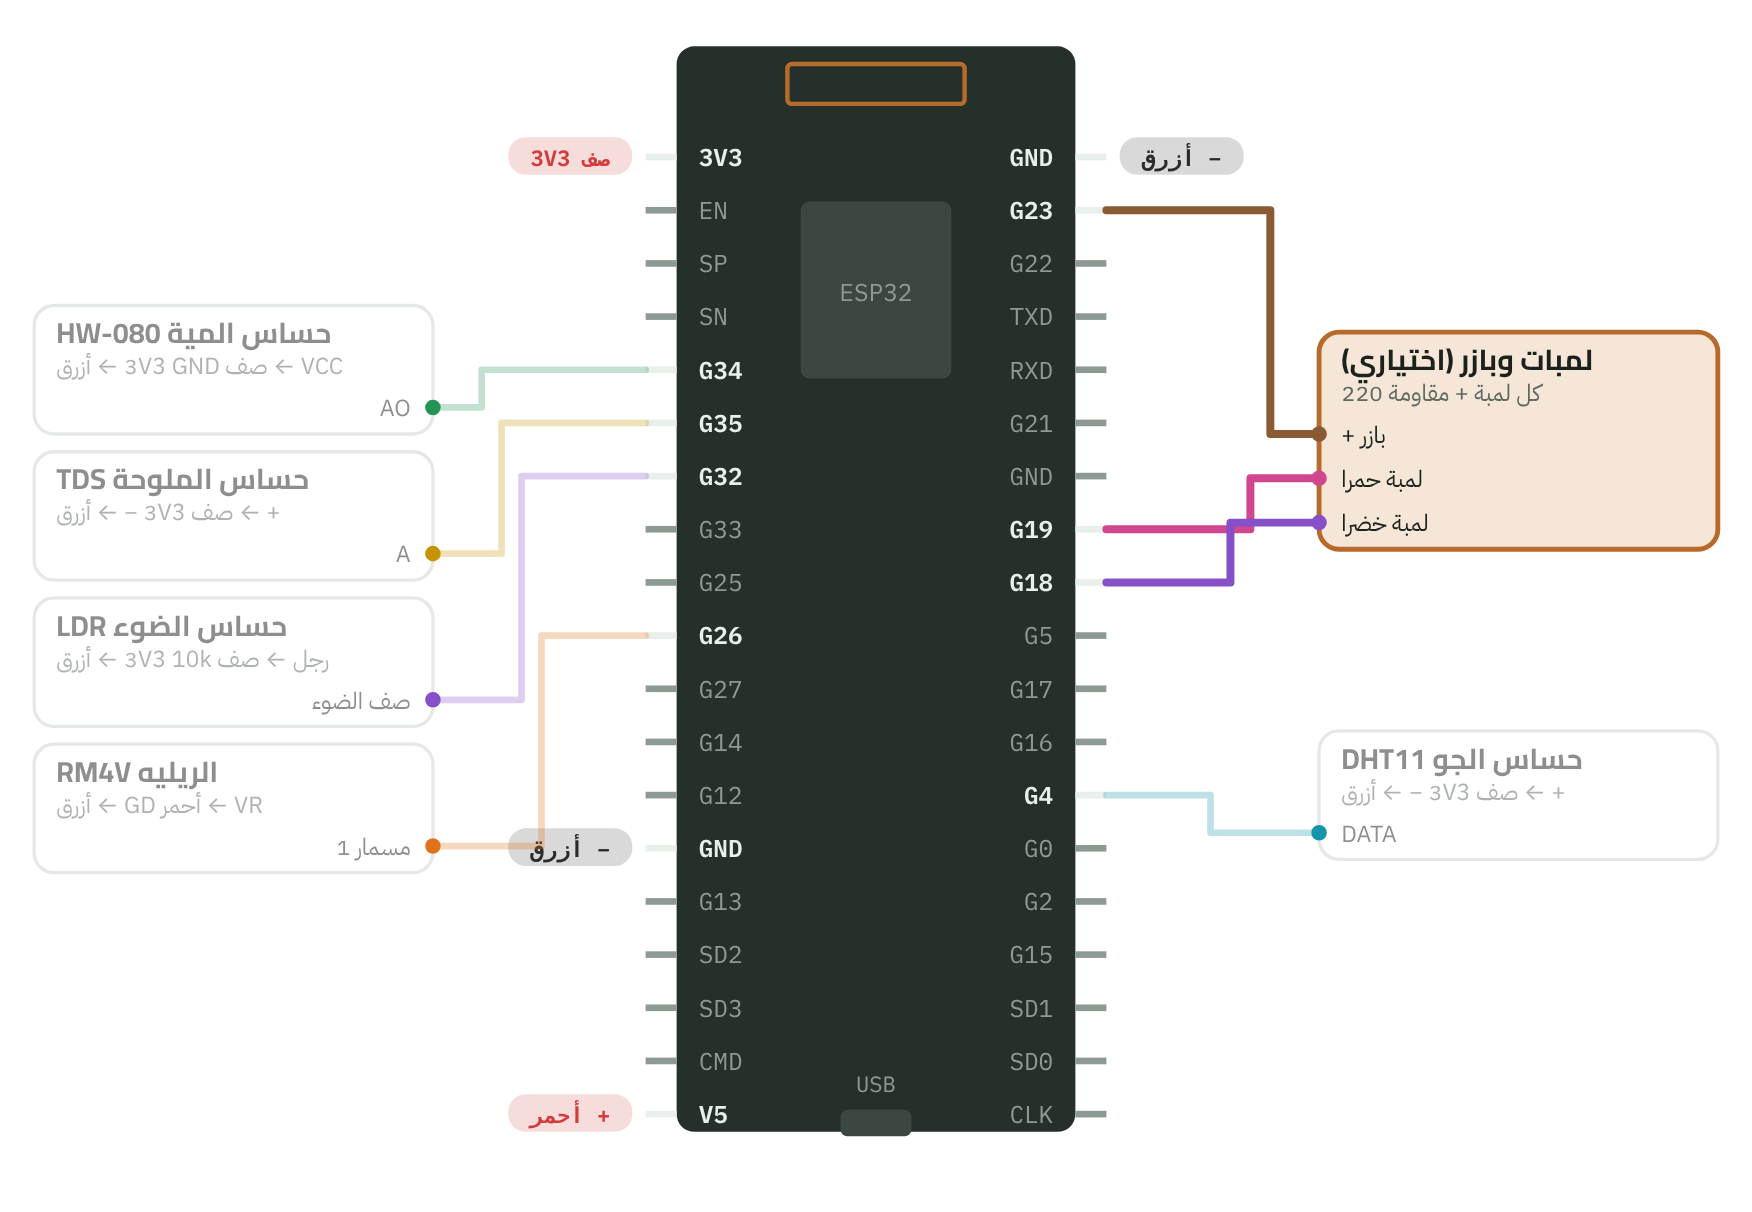 صف 3V3
3V3
EN
SP
SN
G34
G35
G32
G33
G25
G26
G27
G14
G12
GND
G13
SD2
SD3
CMD
V5
أزرق -
أحمر +
ESP32
USB
GND
G23
G22
TXD
RXD
G21
GND
G19
G18
G5
G17
G16
G4
G0
G2
G15
SD1
SD0
CLK
أزرق -
حساس المية HW-080
VCC ← صف 3V3 GND ← أزرق
AO
حساس الملوحة TDS
+ ← صف 3V3 − ← أزرق
A
حساس الضوء LDR
رجل ← صف 3V3 10k ← أزرق
صف الضوء
الريليه RM4V
VR ← أحمر GD ← أزرق
مسمار 1
لمبات وبازر (اختياري)
كل لمبة + مقاومة 220
بازر +
لمبة حمرا
لمبة خضرا
حساس الجو DHT11
+ ← صف 3V3 − ← أزرق
DATA